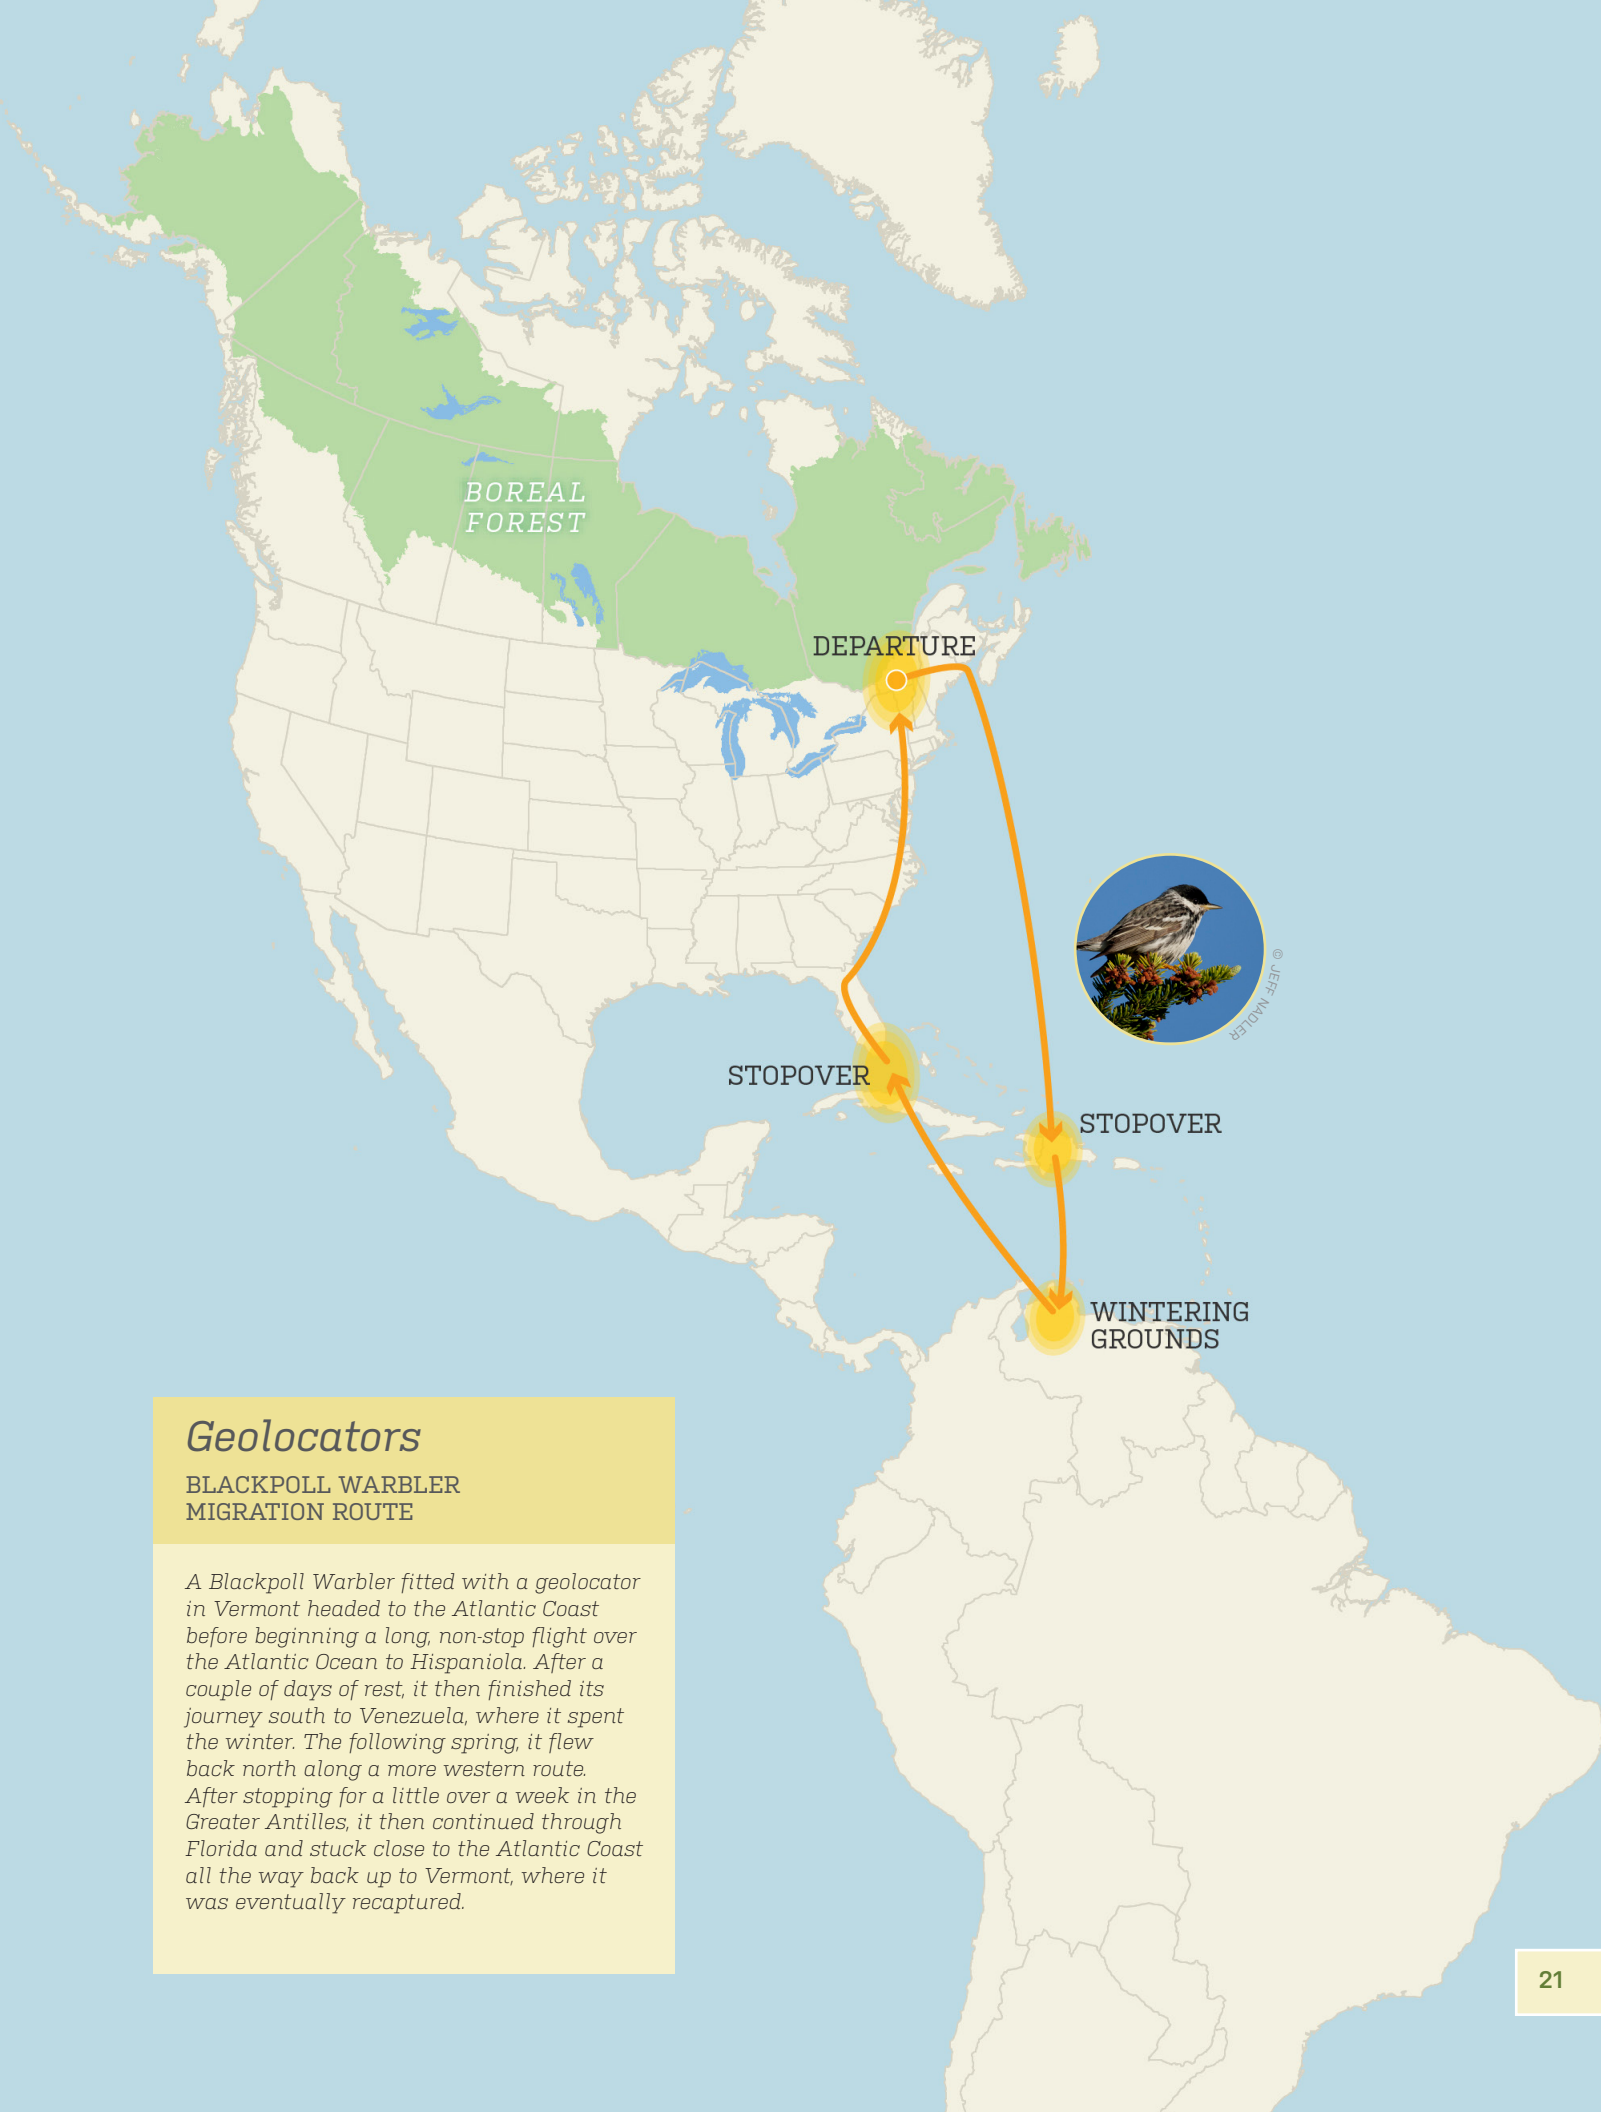 BOREAL
FOREST
DEPARTURE
© JEFF NADLER
STOPOVER
STOPOVER
WINTERING
GROUNDS
Geolocators
BLACKPOLL WARBLER
MIGRATION ROUTE
A Blackpoll Warbler fitted with a geolocator
in Vermont headed to the Atlantic Coast
before beginning a long, non-stop flight over
the Atlantic Ocean to Hispaniola. After a
couple of days of rest, it then finished its
journey south to Venezuela, where it spent
the winter. The following spring, it flew
back north along a more western route.
After stopping for a little over a week in the
Greater Antilles, it then continued through
Florida and stuck close to the Atlantic Coast
all the way back up to Vermont, where it
was eventually recaptured.
21